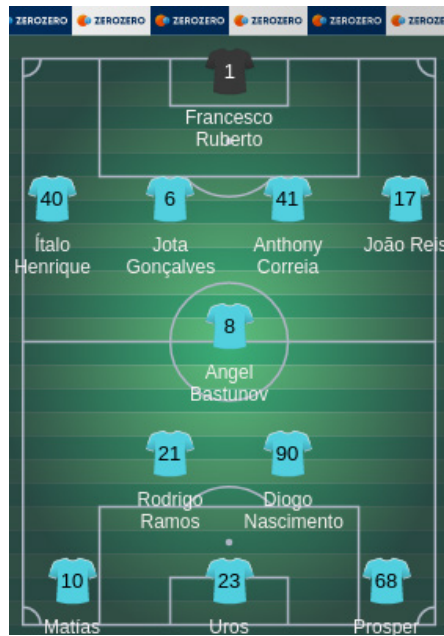 ZEROZERO ZEROZERO ZEROZERO ZEROZERO ZEROZERO ZEROZE
1
Francesco
Ruberto
40 6 41 17
Ítalo Jota Anthony João Reis
Henrique Gonçalves Correia
8
Angel
Bastunov
21 90
Rodrigo Diogo
Ramos Nascimento
10 23 68
Matías Uros Prosper